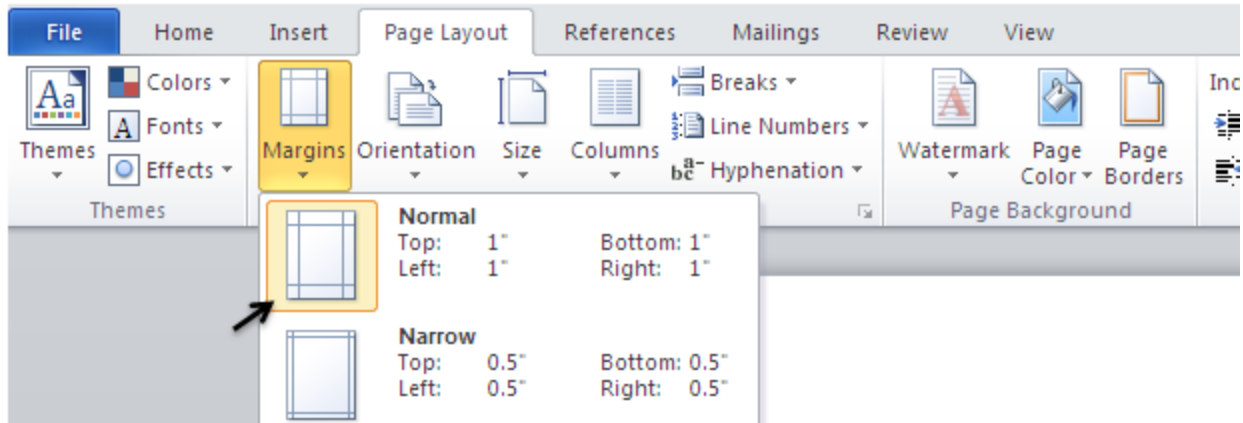 File Home Insert Page Layout References Mailings Review View
Colors Breaks
Fonts Line Numbers
Themes Margins Orientation Size Columns Watermark Page Page
Effects Hyphenation Color Borders
Themes Page Background
Normal
Top: 1" Bottom: 1"
Left: 1" Right: 1"
Narrow
Top: 0.5" Bottom: 0.5"
Left: 0.5" Right: 0.5"